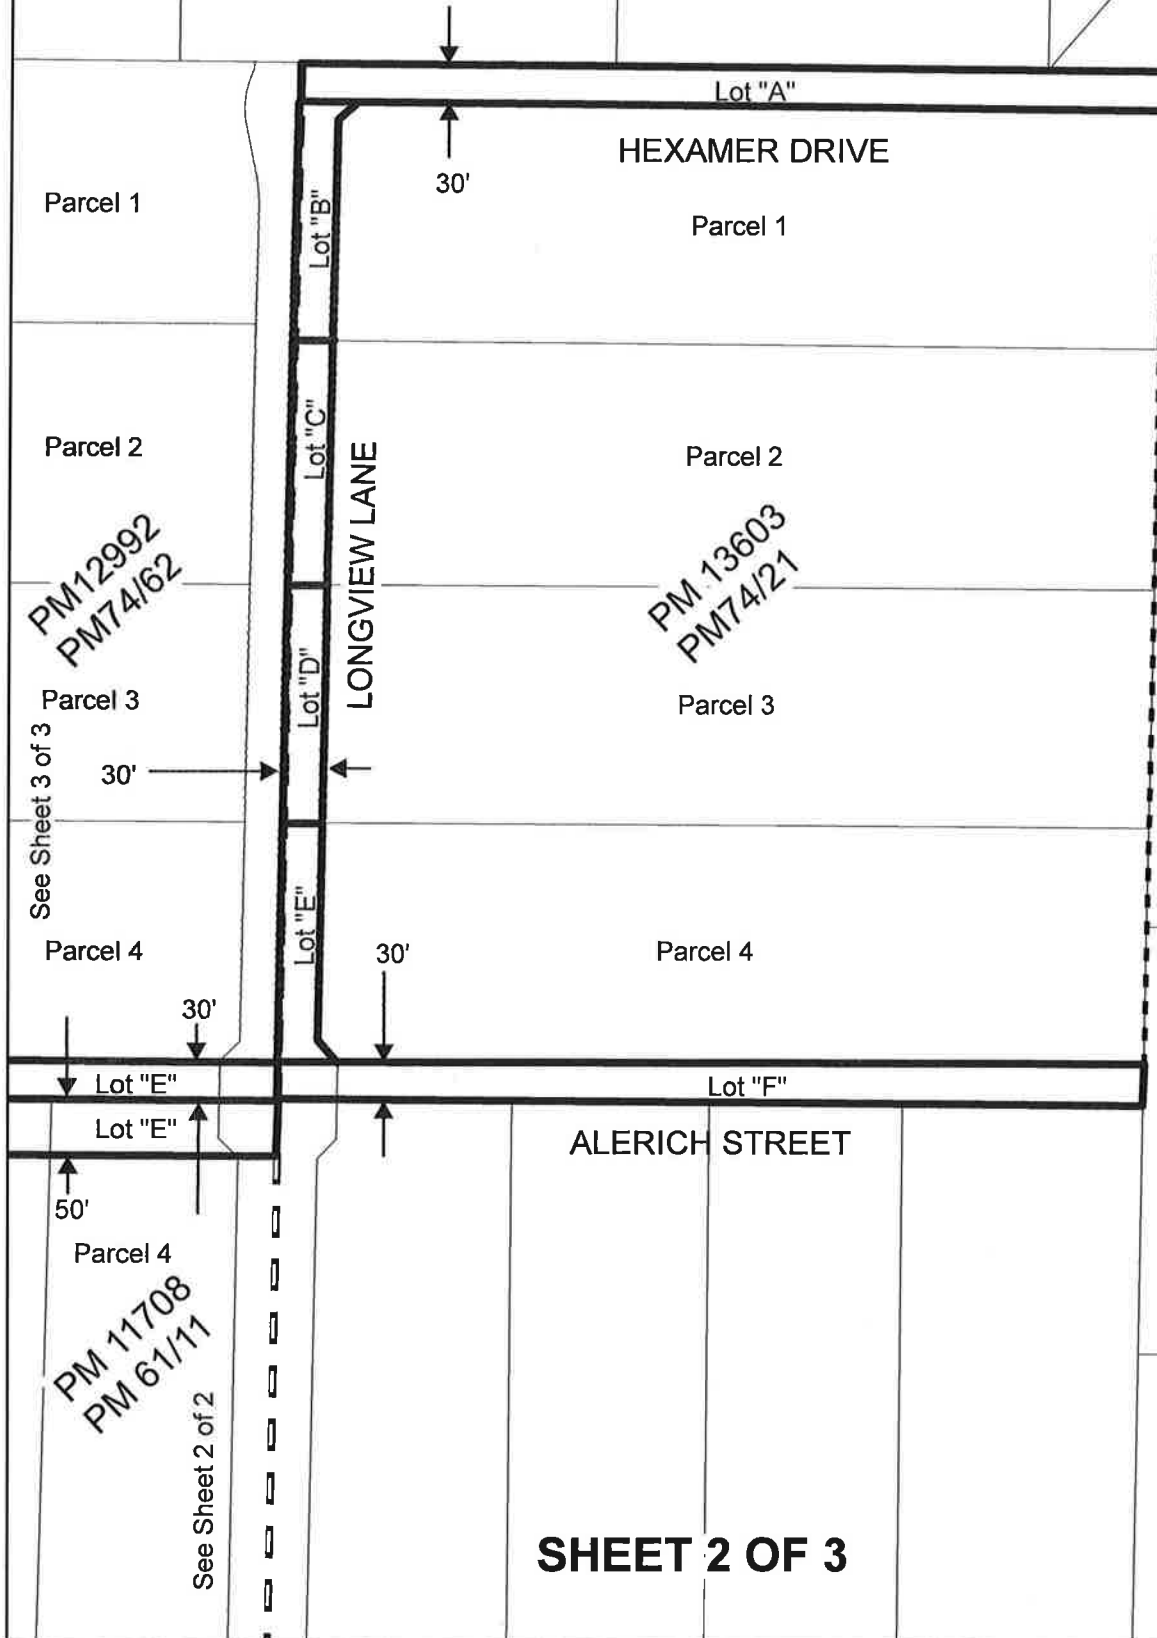 Lot "A"
HEXAMER DRIVE
30'
Parcel 1
Parcel 1
Lot "B"
Parcel 2
Lot "C"
LONGVIEW LANE
Parcel 2
PM12992
PM74/62
PM 13603
PM74/21
Parcel 3
Lot "D"
Parcel 3
See Sheet 3 of 3
30'
Parcel 4
Lot "E"
30'
Parcel 4
30'
Lot "E"
Lot "F"
Lot "E"
ALERICH STREET
50'
Parcel 4
PM 11708
PM 61/11
See Sheet 2 of 2
SHEET 2 OF 3